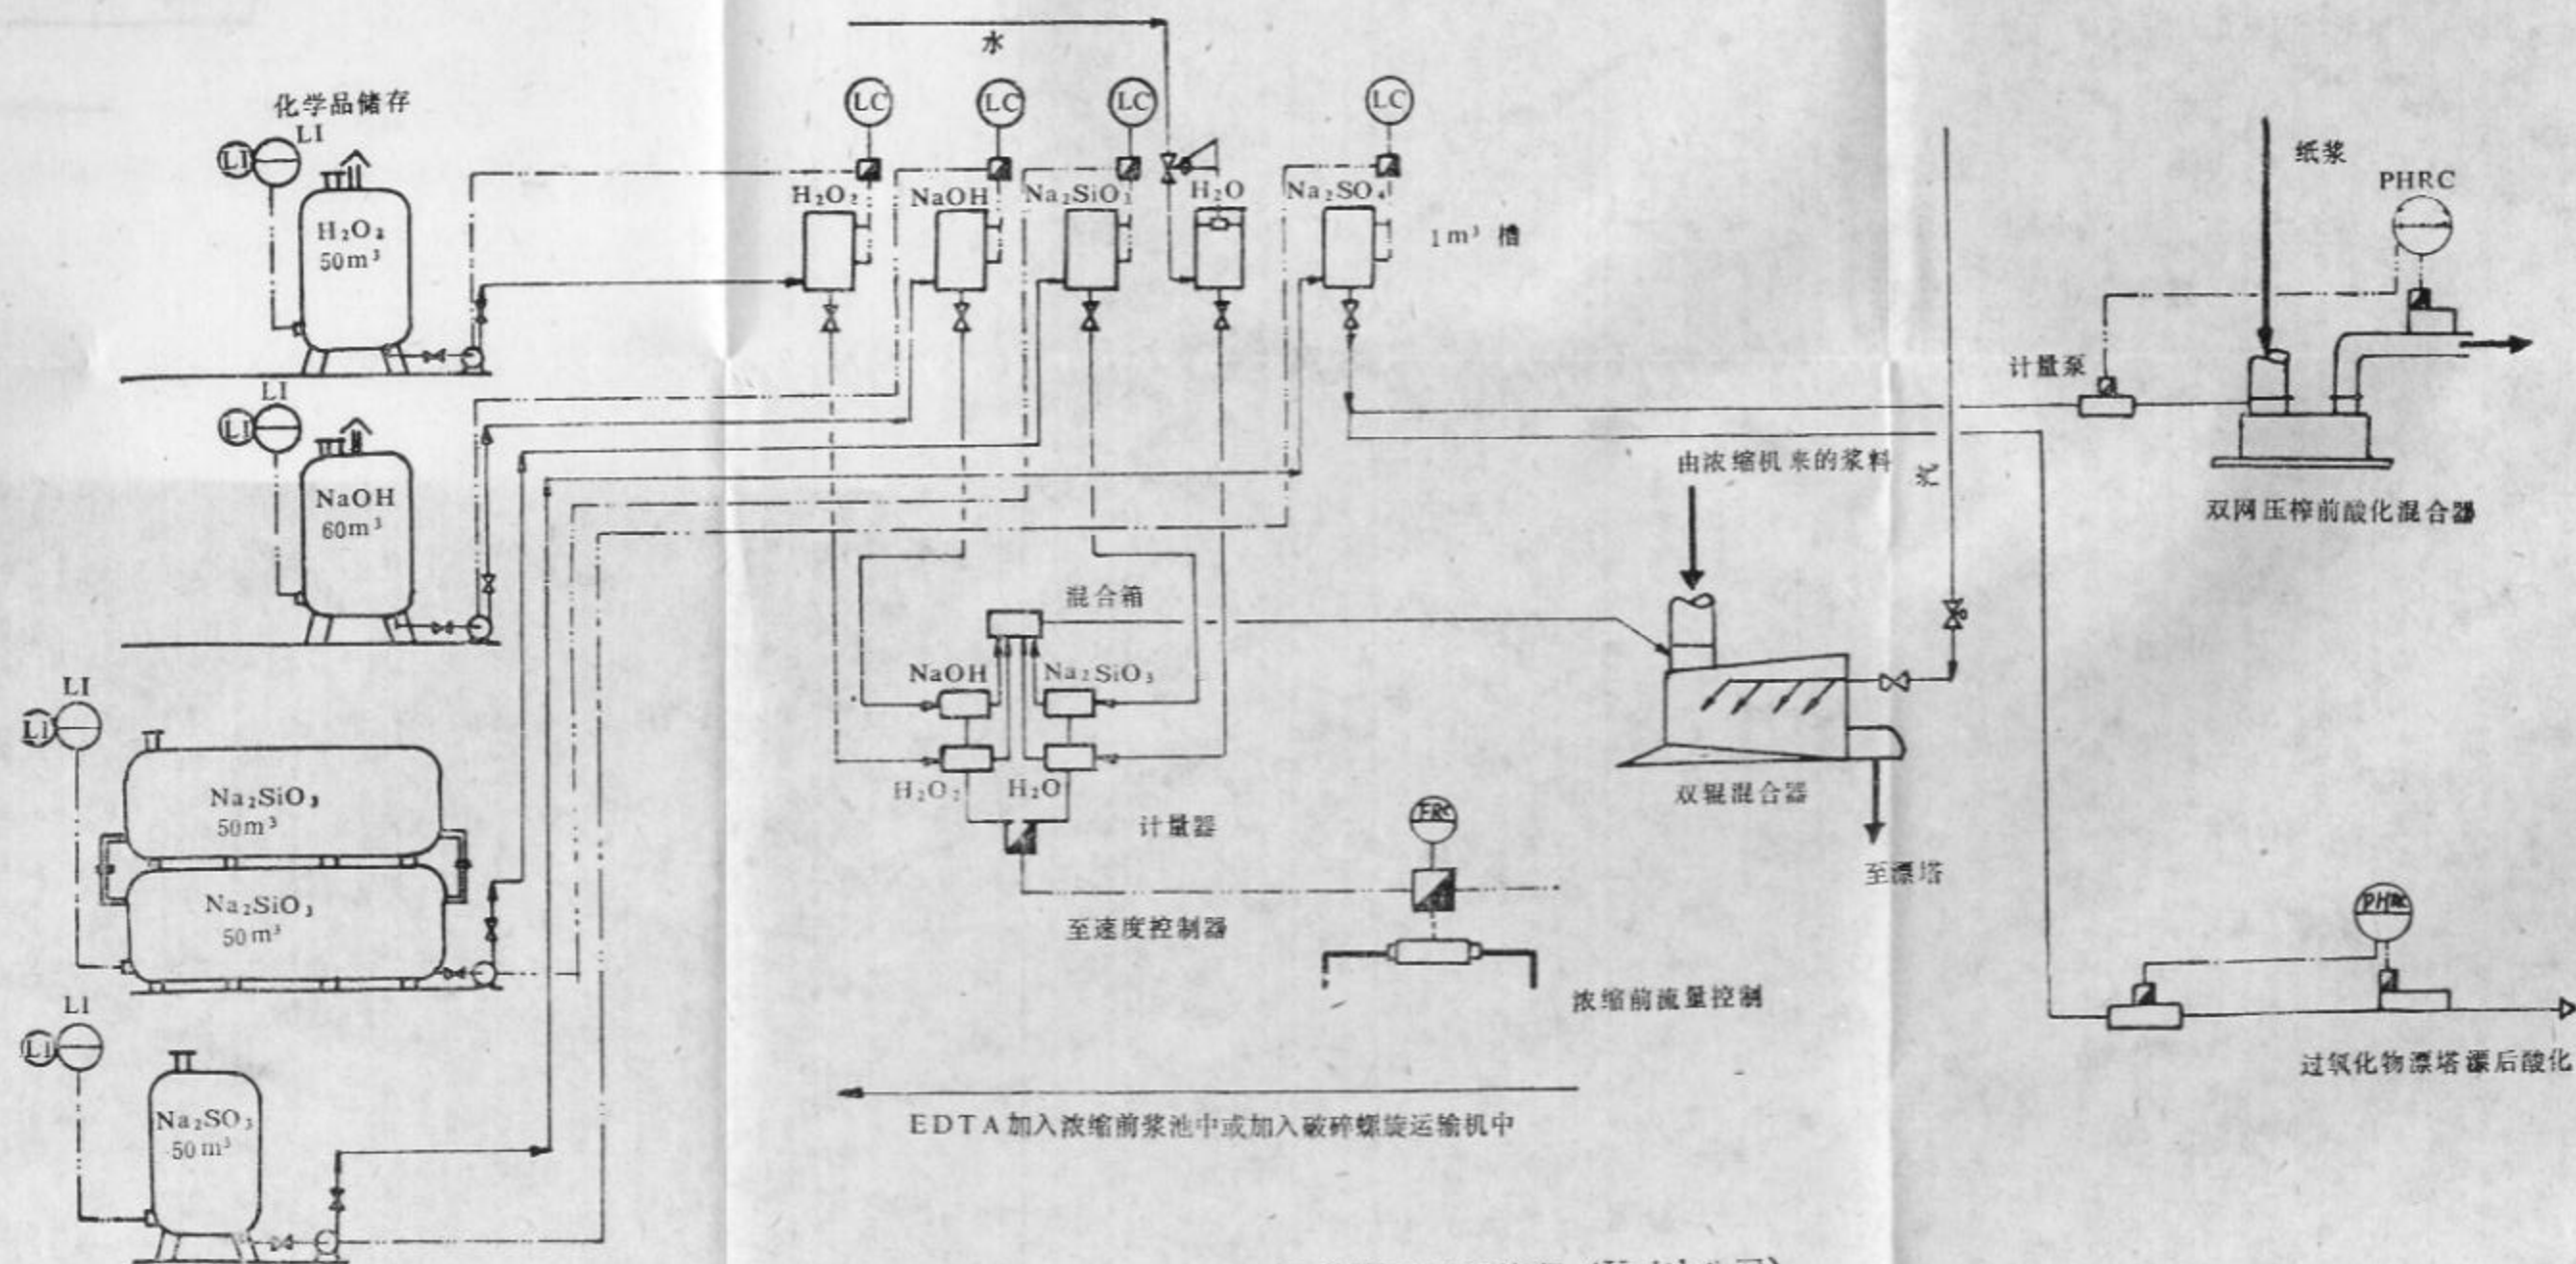 水
化学品储存
LC
LC
LC
LC
LI
LI
H₂O₂
50m³
H₂O₂
NaOH
Na₂SiO₃
H₂O
Na₂SO₄
1m³ 槽
纸浆
PHRC
计量泵
双网压榨前酸化混合器
LI
LI
NaOH
60m³
由浓缩机来的浆料
汽
混合箱
NaOH
Na₂SiO₃
H₂O₂
H₂O
计量器
双辊混合器
至漂塔
LI
LI
Na₂SiO₃
50m³
Na₂SiO₃
50m³
FRC
至速度控制器
浓缩前流量控制
PHRC
过氧化物漂塔漂后酸化
LI
LI
Na₂SO₃
50m³
EDTA加入浓缩前浆池中或加入破碎螺旋运输机中